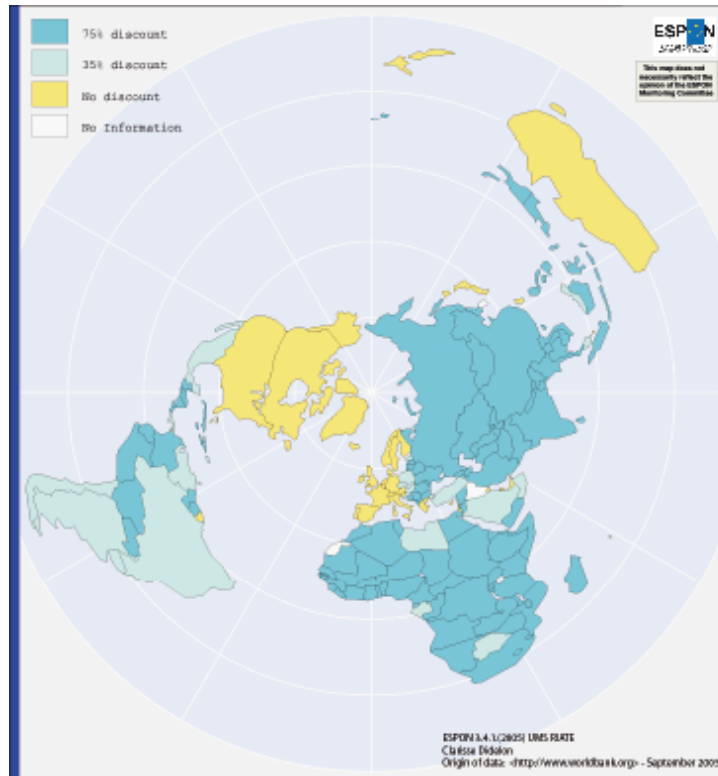 75% discount
35% discount
No discount
No Information
ESPON
This map does not
necessarily reflect the
opinion of the ESPON
Monitoring Committee
ESPON 3.4.1 (2005) UMS RIATE
Clarisse Didelon
Origin of data: <http://www.worldbank.org> - September 2005